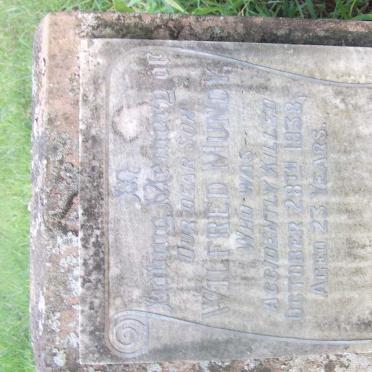 In
Loving Memory of
OUR DEAR SON
WILFRED MUNDY
WHO WAS
ACCIDENTLY KILLED
OCTOBER 28TH 1938,
AGED 23 YEARS.